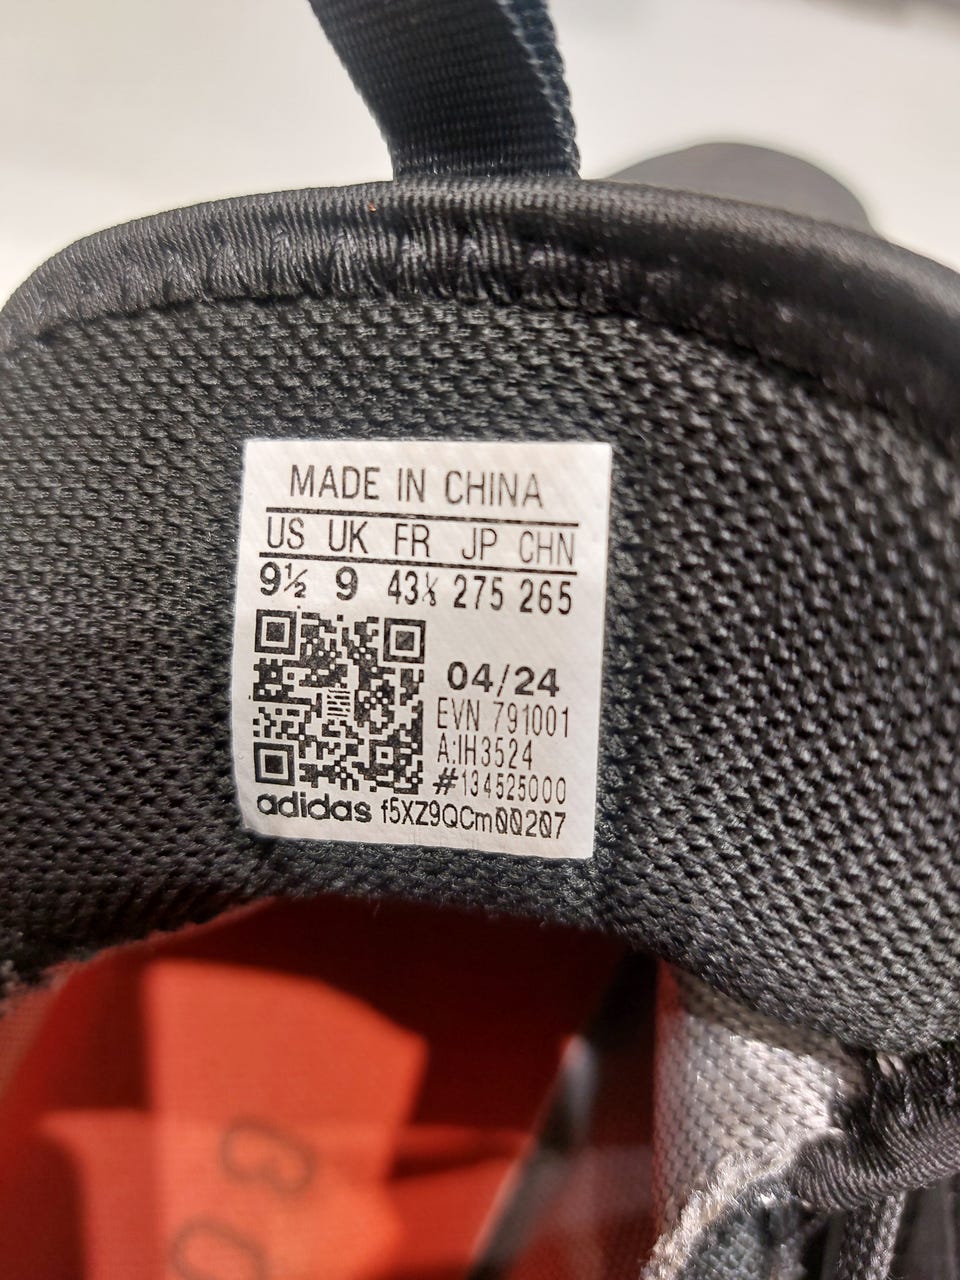 MADE IN CHINA
US UK FR JP CHN
9½ 9 43⅓ 275 265
04/24
EVN 791001
A:IH3524
#134525000
adidas f5XZ9QCm00207